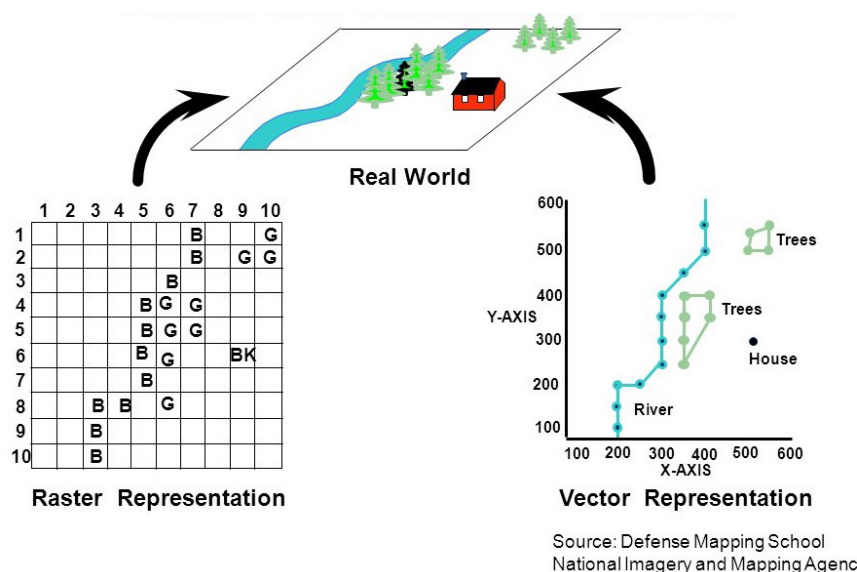 Real World
1 2 3 4 5 6 7 8 9 10
1 B G
2 B G G
3 B
4 B G G
5 B G G
6 B G BK
7 B
8 B B G
9 B
10 B
Raster Representation
600
500
Trees
400
Y-AXIS
Trees
300
House
200
River
100
100 200 300 400 500 600
X-AXIS
Vector Representation
Source: Defense Mapping School
National Imagery and Mapping Agenc